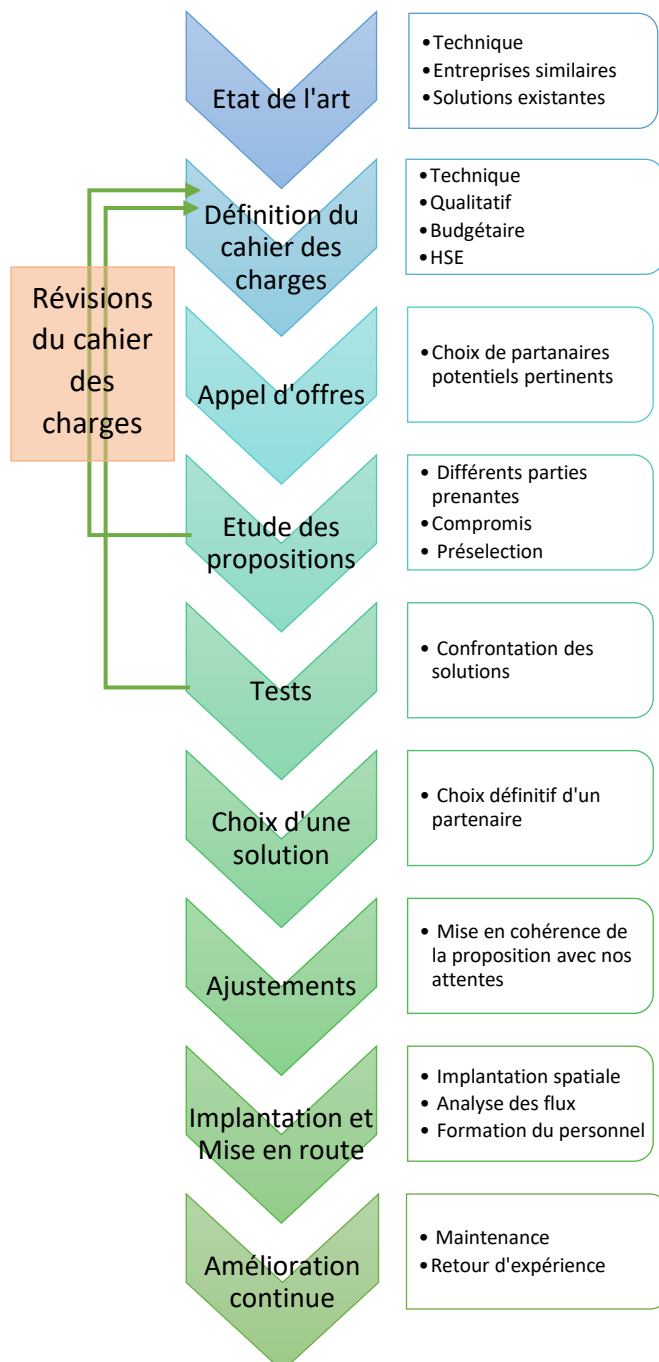 Etat de l'art
•Technique
•Entreprises similaires
•Solutions existantes
Définition du
cahier des
charges
•Technique
•Qualitatif
•Budgétaire
•HSE
Révisions
du cahier
des
charges
Appel d'offres
•Choix de partanaires
potentiels pertinents
Etude des
propositions
• Différents parties
prenantes
•Compromis
• Préselection
Tests
• Confrontation des
solutions
Choix d'une
solution
• Choix définitif d'un
partenaire
Ajustements
• Mise en cohérence de
la proposition avec nos
attentes
Implantation et
Mise en route
• Implantation spatiale
• Analyse des flux
• Formation du personnel
Amélioration
continue
• Maintenance
•Retour d'expérience